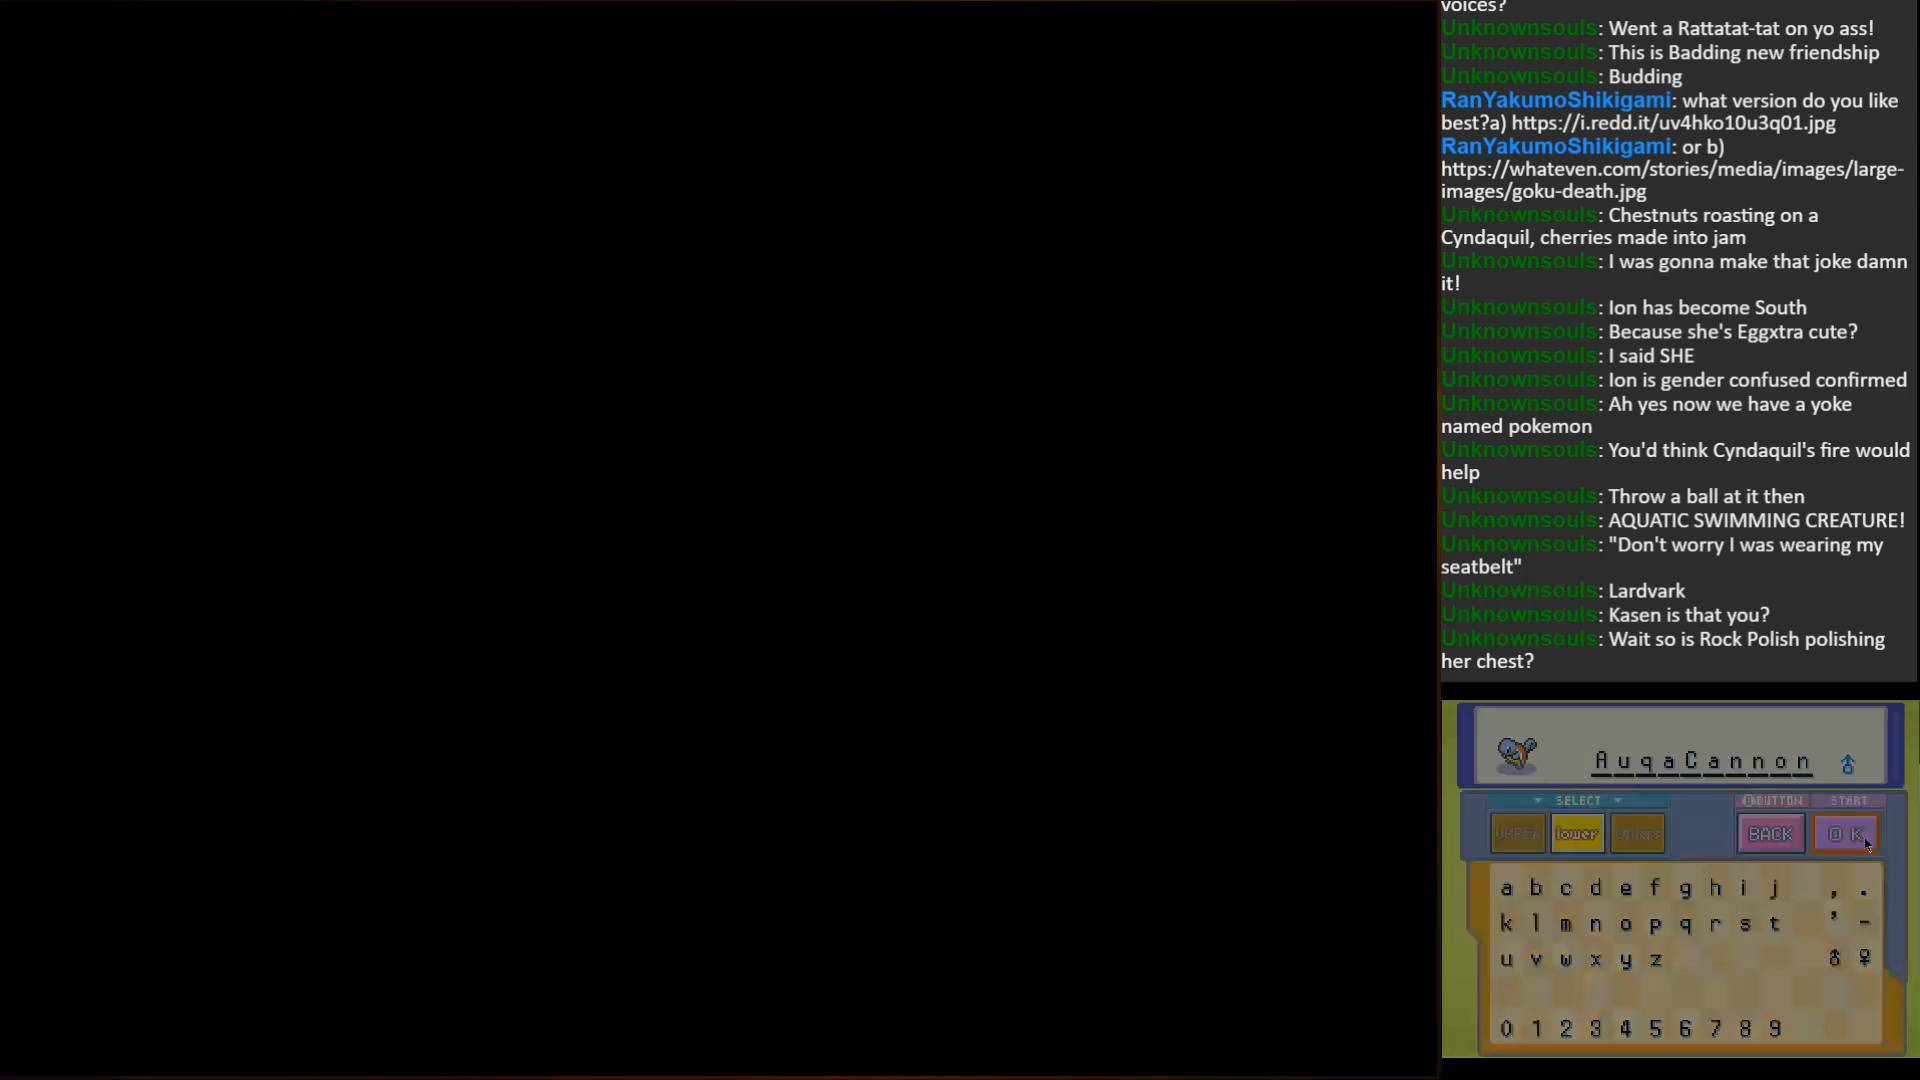 voices?
Unknownsouls: Went a Rattatat-tat on yo ass!
Unknownsouls: This is Badding new friendship
Unknownsouls: Budding
RanYakumoShikigami: what version do you like
best?a) https://i.redd.it/uv4hko10u3q01.jpg
RanYakumoShikigami: or b)
https://whateven.com/stories/media/images/large-
images/goku-death.jpg
Unknownsouls: Chestnuts roasting on a
Cyndaquil, cherries made into jam
Unknownsouls: I was gonna make that joke damn
it!
Unknownsouls: Ion has become South
Unknownsouls: Because she's Eggxtra cute?
Unknownsouls: I said SHE
Unknownsouls: Ion is gender confused confirmed
Unknownsouls: Ah yes now we have a yoke
named pokemon
Unknownsouls: You'd think Cyndaquil's fire would
help
Unknownsouls: Throw a ball at it then
Unknownsouls: AQUATIC SWIMMING CREATURE!
Unknownsouls: "Don't worry I was wearing my
seatbelt"
Unknownsouls: Lardvark
Unknownsouls: Kasen is that you?
Unknownsouls: Wait so is Rock Polish polishing
her chest?
AuqaCannon ♂
SELECT BUTTON START
UPPER lower Others BACK OK
a b c d e f g h i j , .
k l m n o p q r s t ’ -
u v w x y z ♂ ♀
0 1 2 3 4 5 6 7 8 9